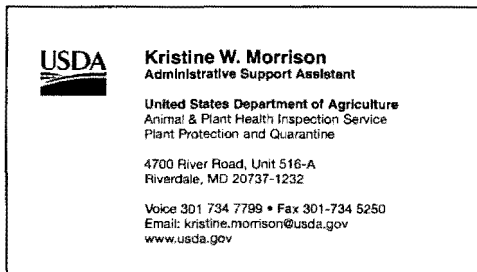 USDA
Kristine W. Morrison
Administrative Support Assistant
United States Department of Agriculture
Animal & Plant Health Inspection Service
Plant Protection and Quarantine
4700 River Road, Unit 516-A
Riverdale, MD 20737-1232
Voice 301 734 7799 • Fax 301-734 5250
Email: kristine.morrison@usda.gov
www.usda.gov